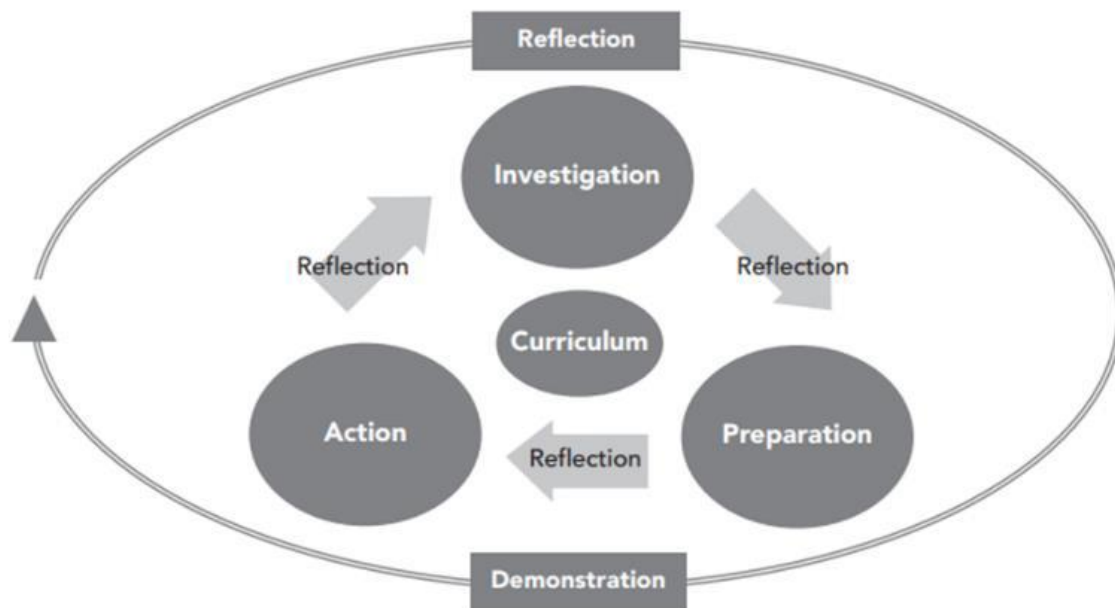 Reflection
Investigation
Reflection
Reflection
Curriculum
Action
Preparation
Reflection
Demonstration